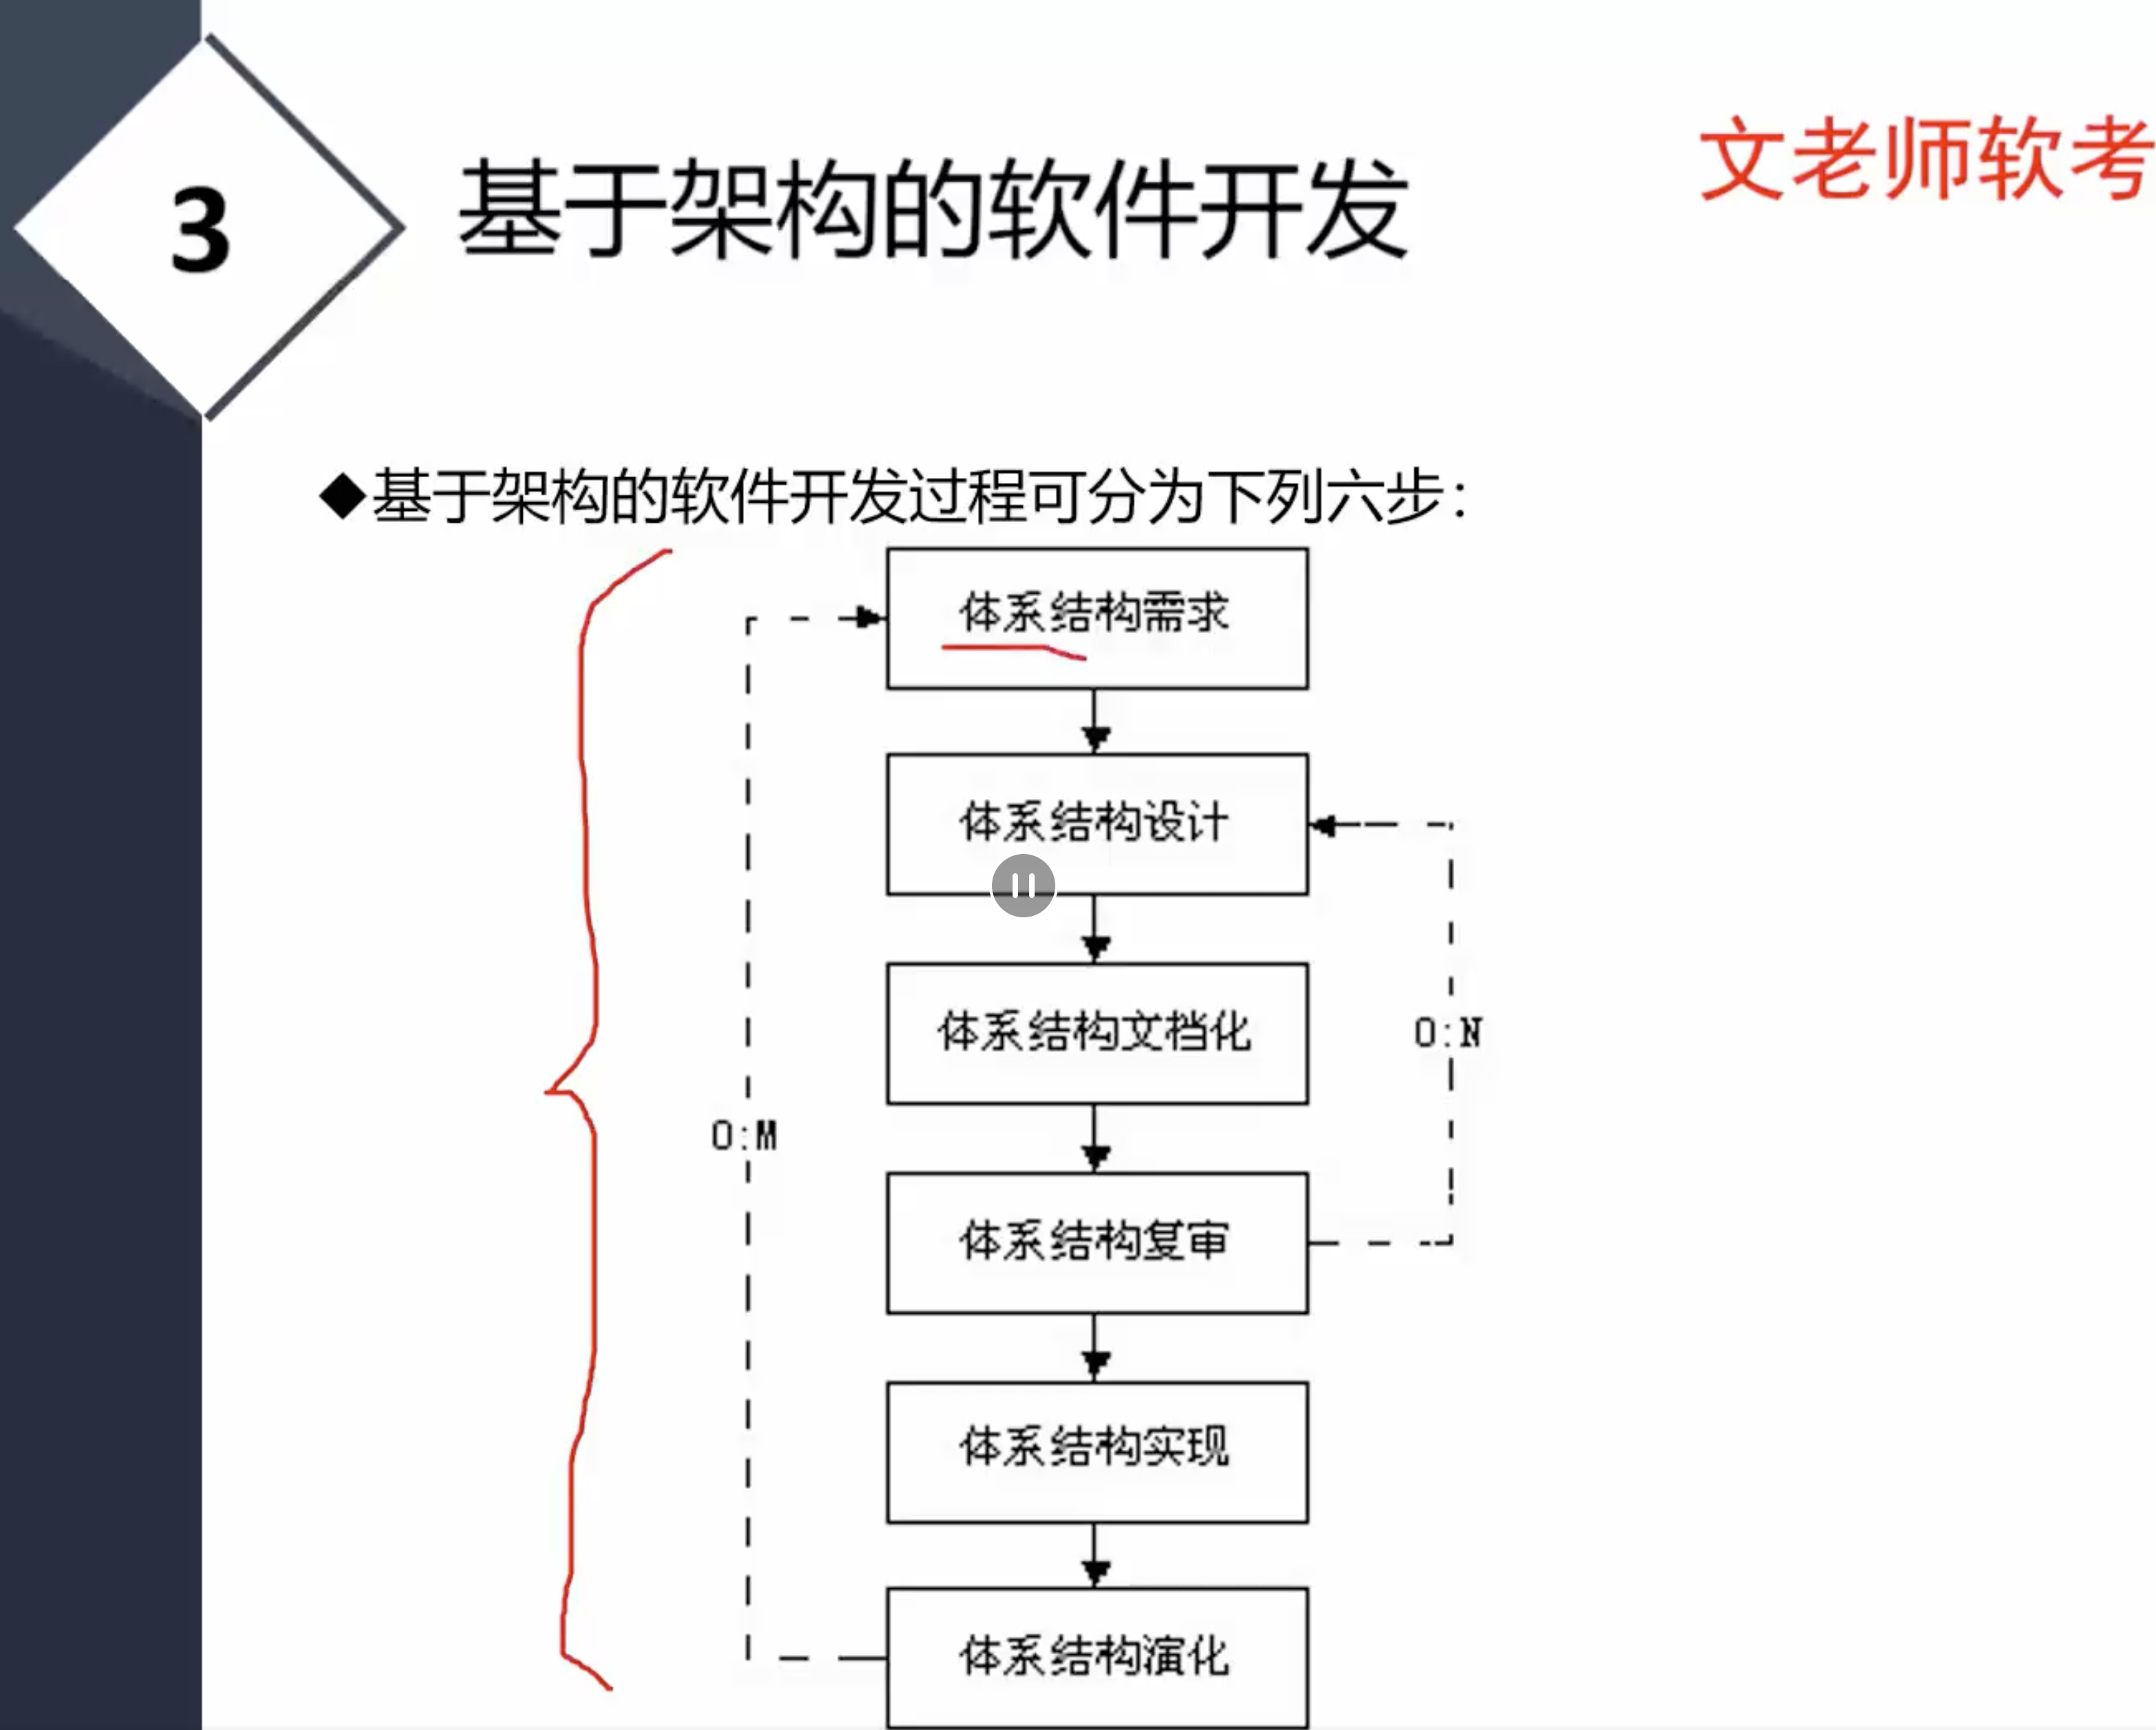 3
基于架构的软件开发
文老师软考
◆基于架构的软件开发过程可分为下列六步：
体系结构需求
体系结构设计
体系结构文档化
0:N
0:M
体系结构复审
体系结构实现
体系结构演化